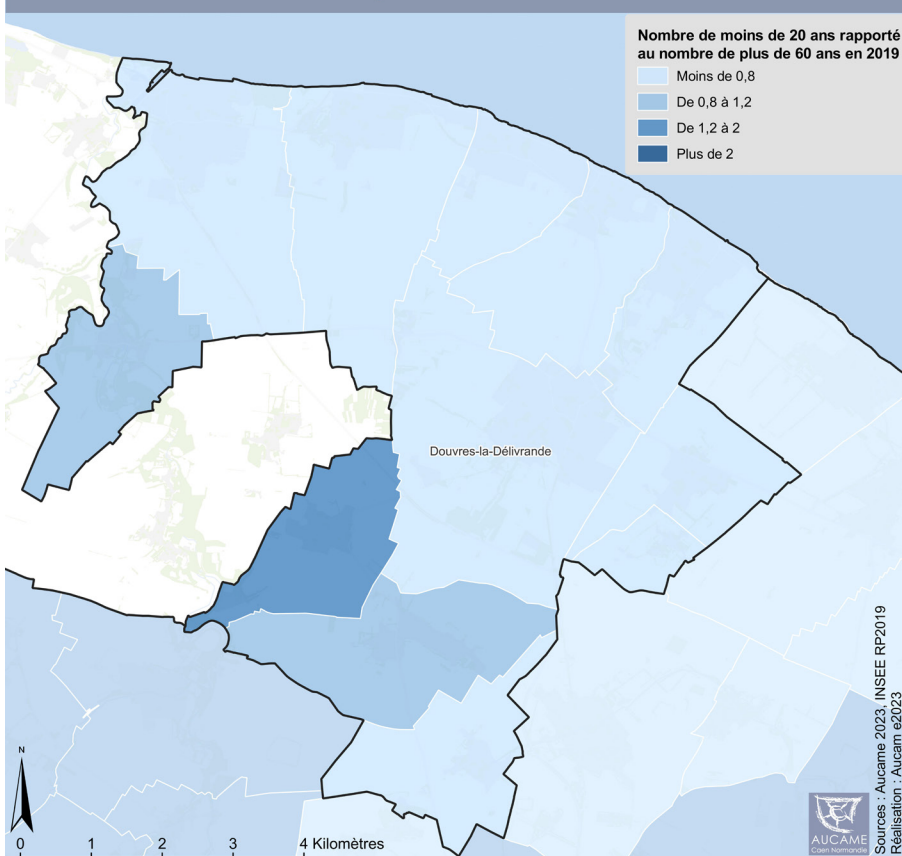 Nombre de moins de 20 ans rapporté
au nombre de plus de 60 ans en 2019
Moins de 0,8
De 0,8 à 1,2
De 1,2 à 2
Plus de 2
Douvres-la-Délivrande
N
0 1 2 3 4 Kilomètres
AUCAME
Caen Normandie
Sources : Aucame 2023, INSEE RP2019
Réalisation : Aucam e2023